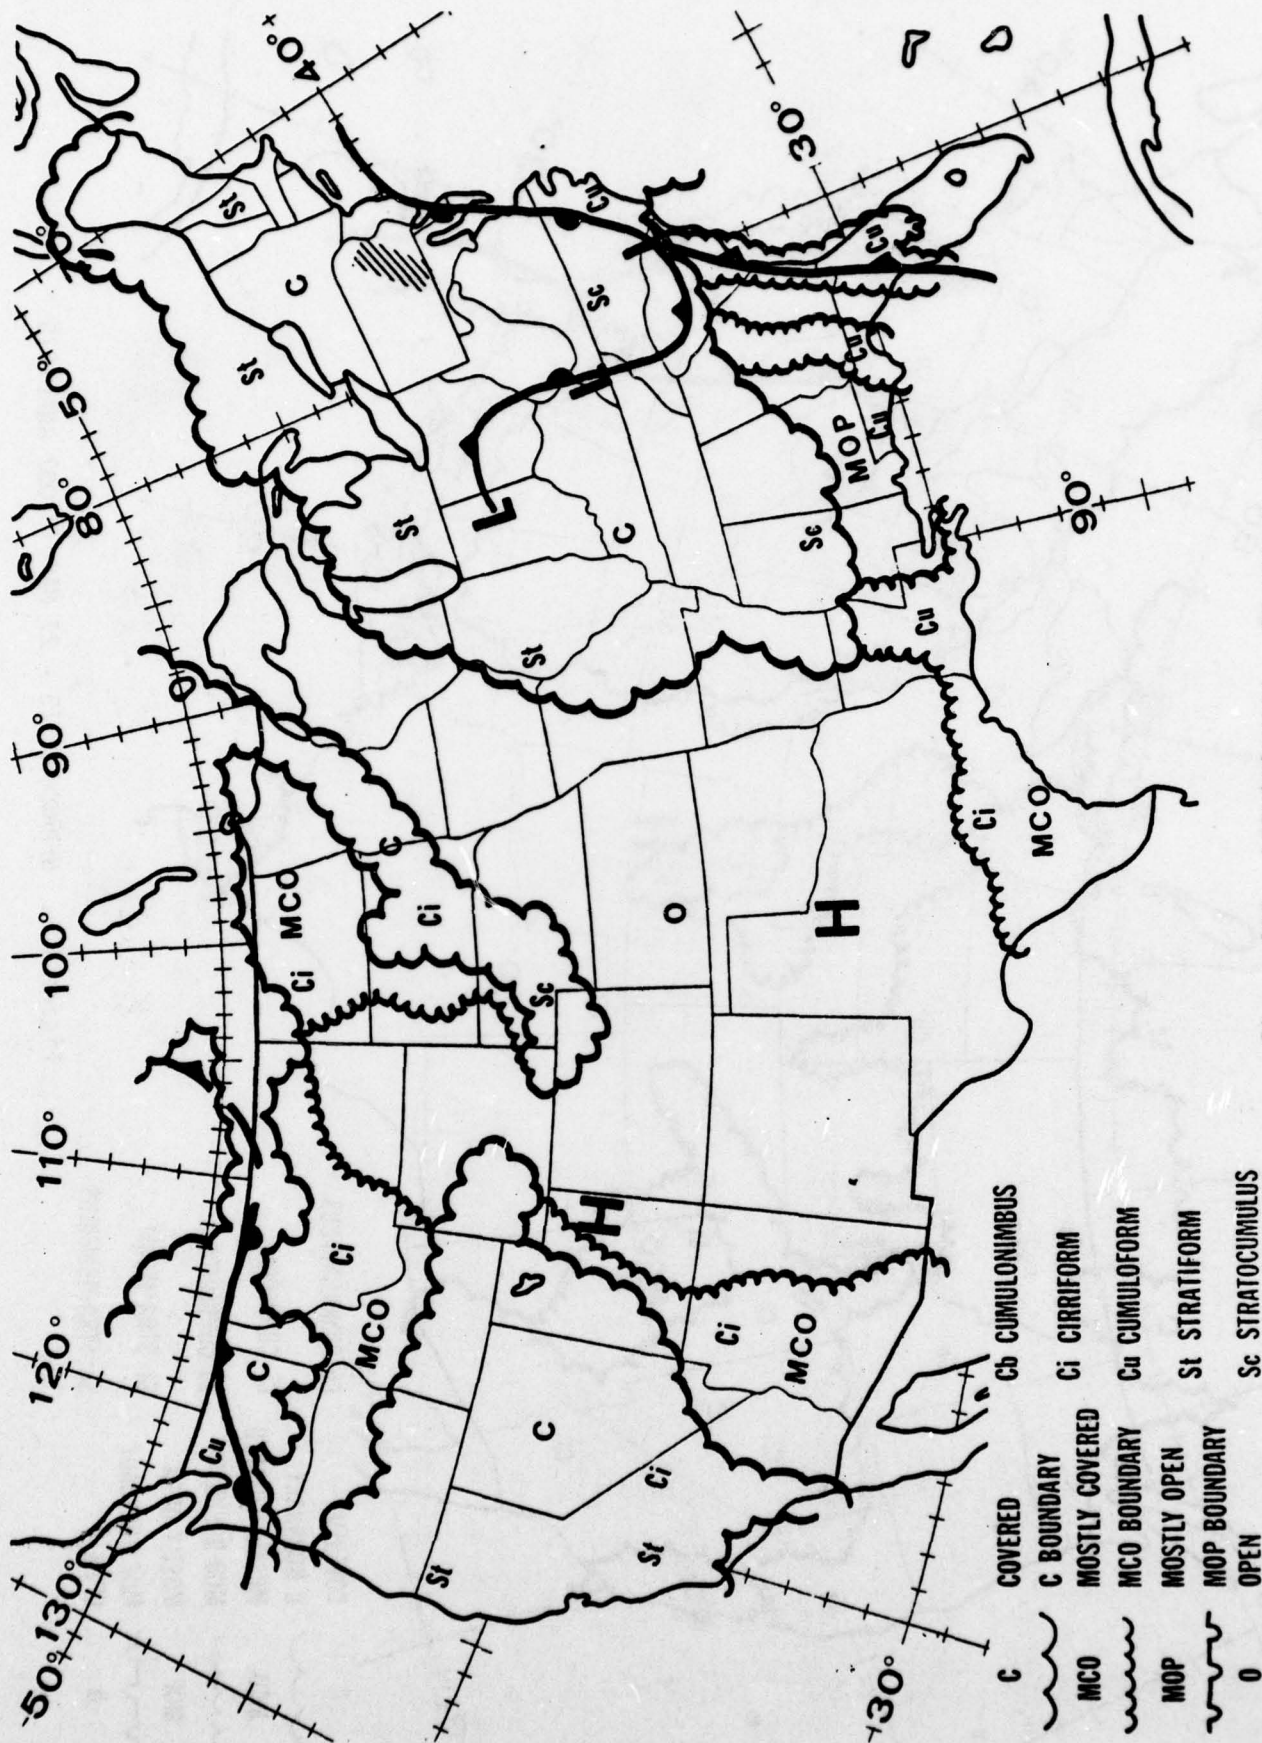 50° 130°
120°
110°
100°
90°
80°
50°
40°
30°
90°
30°
Cu
C
Ci
MCO
Ci
MCO
C
Ci
Sc
St
St
St
C
St
St
C
Sc
Sc
Cu
Cu
Cu
Cu
MOP
Cu
L
L
H
H
O
C
Ci
St
St
Ci
MCO
Ci
MCO
C COVERED
C BOUNDARY
MCO MOSTLY COVERED
MCO BOUNDARY
MOP MOSTLY OPEN
MOP BOUNDARY
O OPEN
Cb CUMULONIMBUS
Ci CIRRIFORM
Cu CUMULOFORM
St STRATIFORM
Sc STRATOCUMULUS